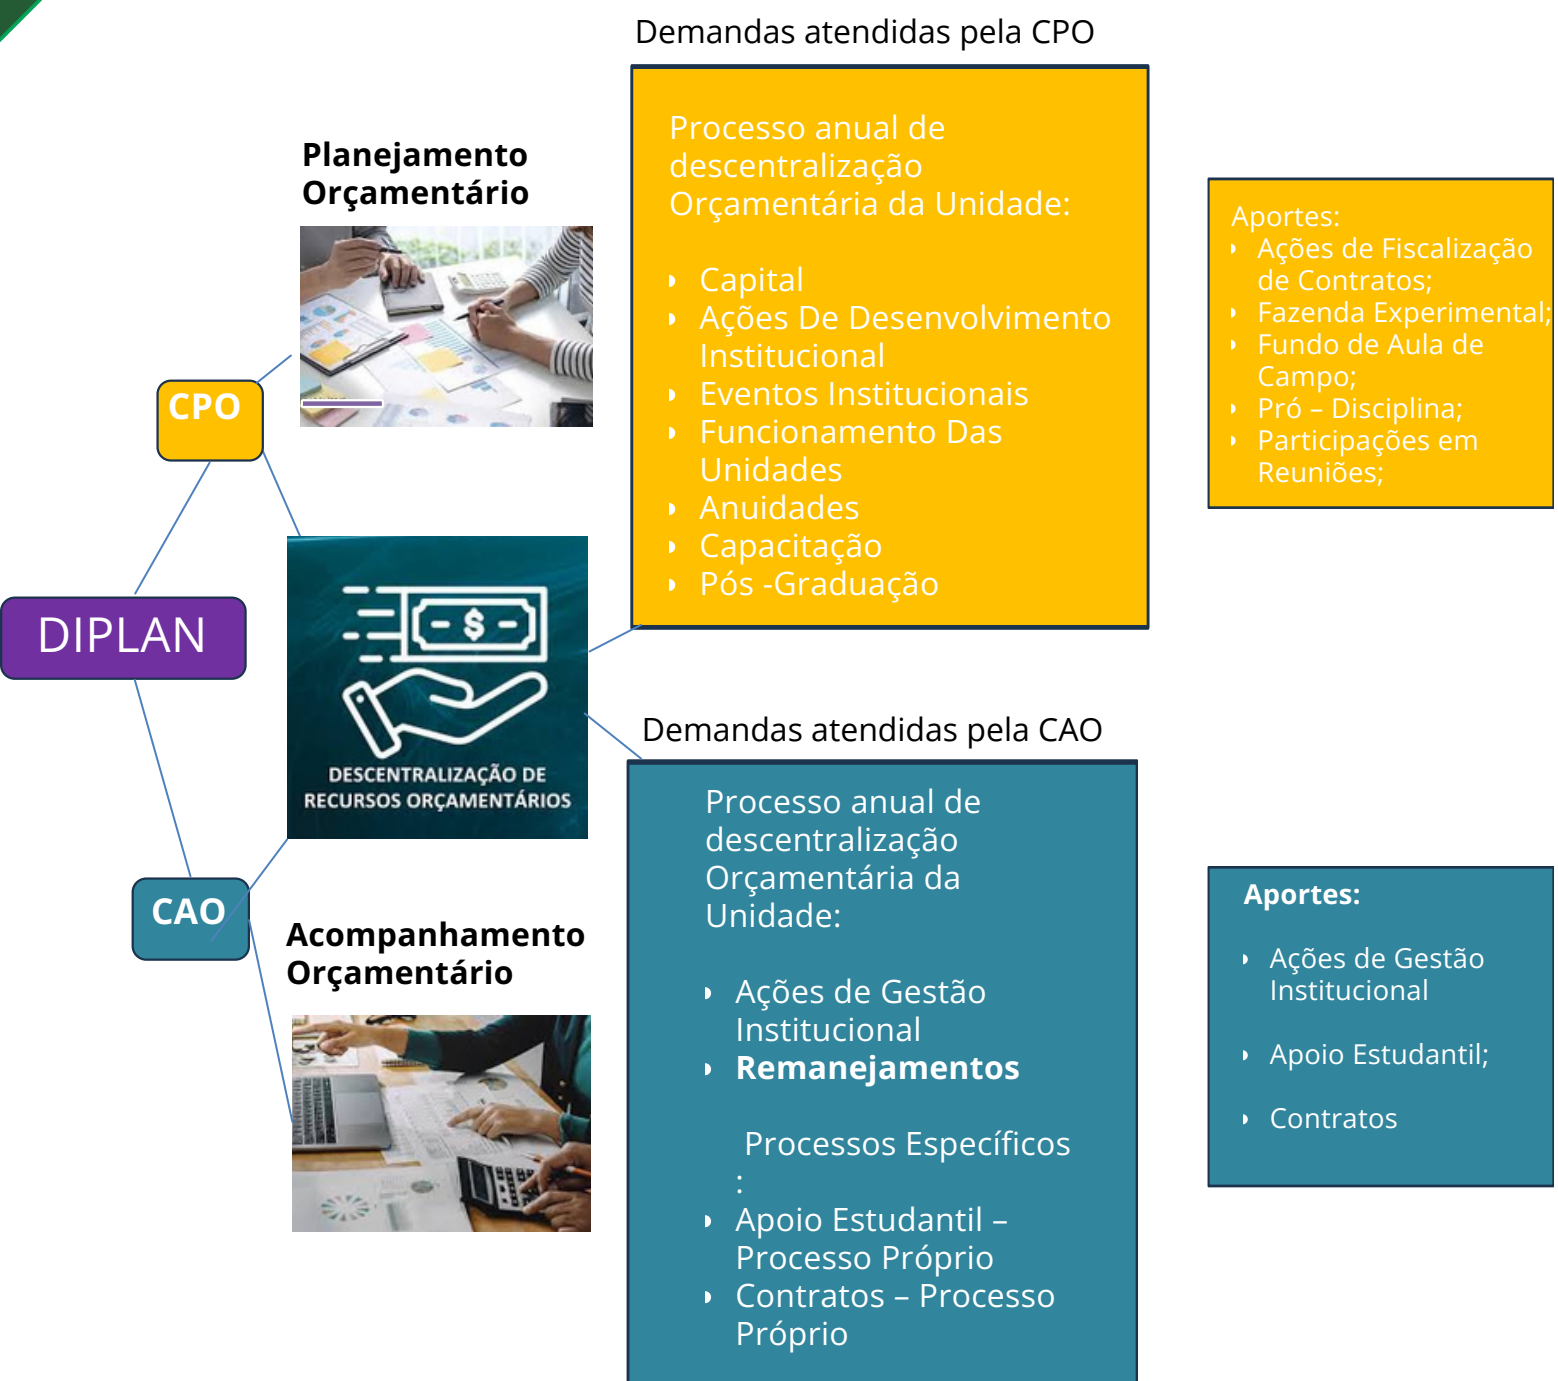 Demandas atendidas pela CPO
Planejamento
Orçamentário
Processo anual de
descentralização
Orçamentária da Unidade:
Capital
Ações De Desenvolvimento
Institucional
Eventos Institucionais
Funcionamento Das
Unidades
Anuidades
Capacitação
Pós -Graduação
Aportes:
Ações de Fiscalização
de Contratos;
Fazenda Experimental;
Fundo de Aula de
Campo;
Pró – Disciplina;
Participações em
Reuniões;
CPO
DIPLAN
$
DESCENTRALIZAÇÃO DE
RECURSOS ORÇAMENTÁRIOS
CAO
Acompanhamento
Orçamentário
Demandas atendidas pela CAO
Processo anual de
descentralização
Orçamentária da
Unidade:
Ações de Gestão
Institucional
Remanejamentos
Processos Específicos
:
Apoio Estudantil –
Processo Próprio
Contratos – Processo
Próprio
Aportes:
Ações de Gestão
Institucional
Apoio Estudantil;
Contratos